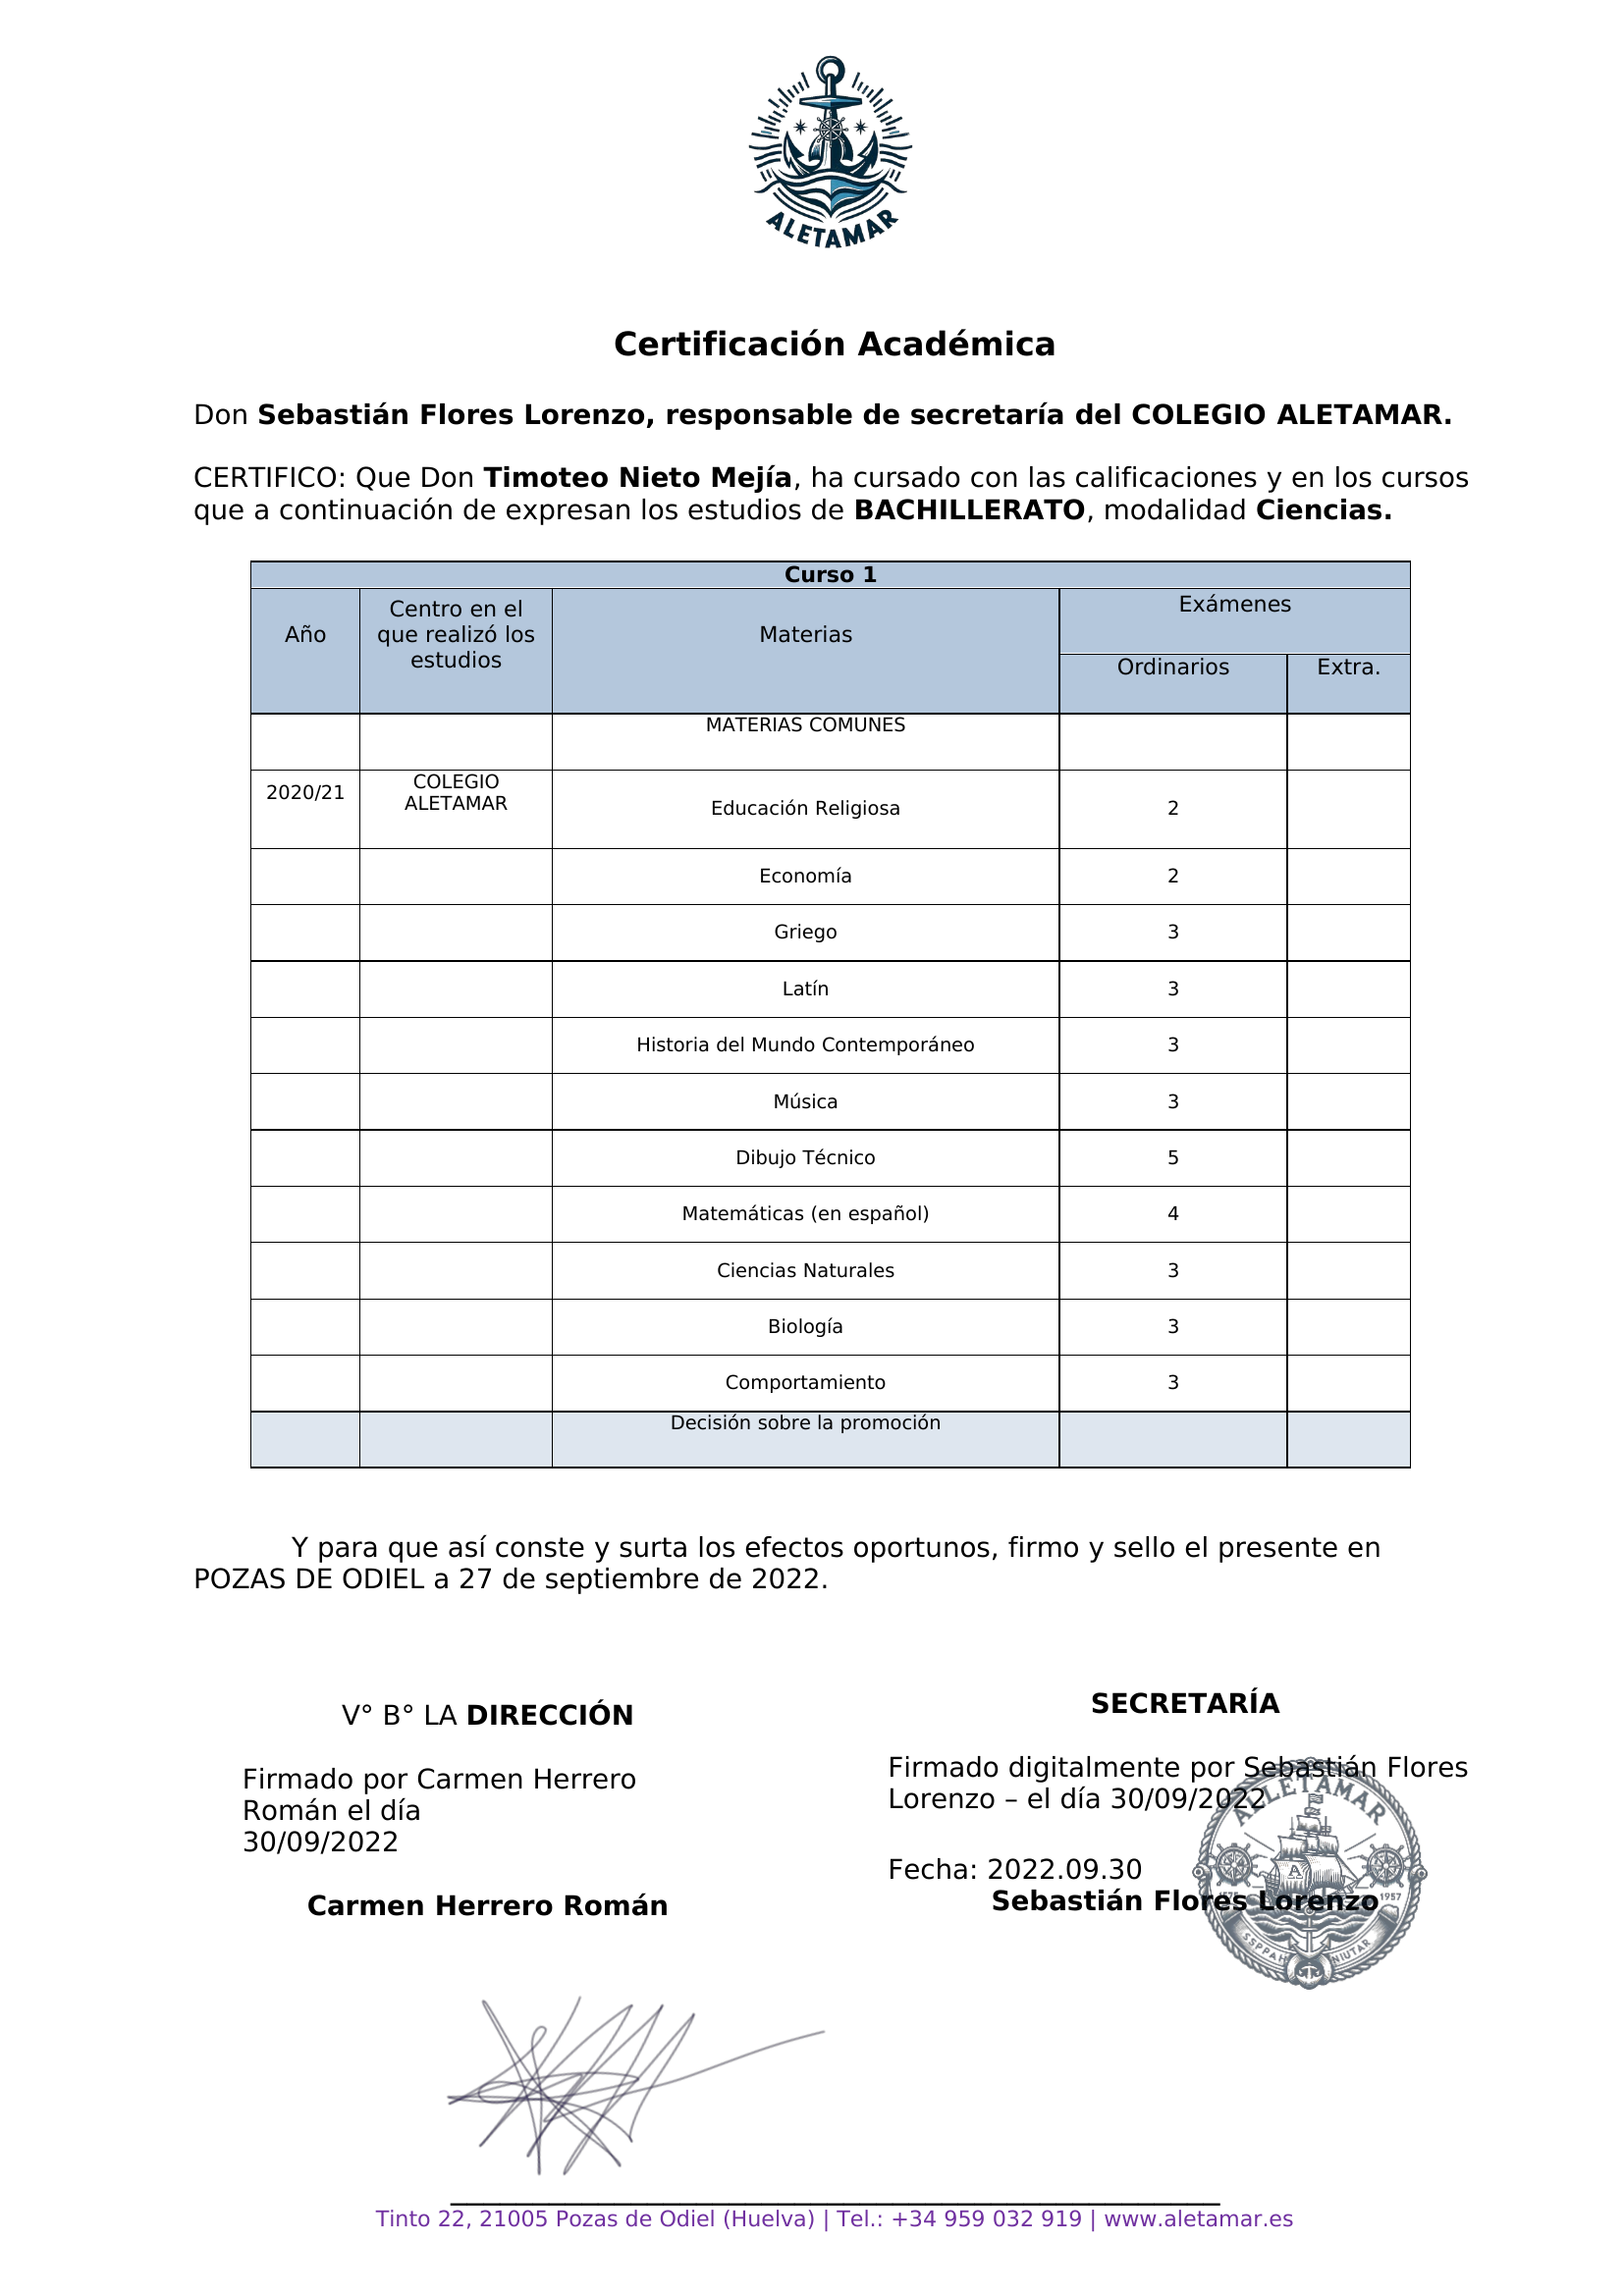 ALETAMAR
Certificación Académica
Don Sebastián Flores Lorenzo, responsable de secretaría del COLEGIO ALETAMAR.
CERTIFICO: Que Don Timoteo Nieto Mejía, ha cursado con las calificaciones y en los cursos
que a continuación de expresan los estudios de BACHILLERATO, modalidad Ciencias.
Curso 1
Año
Centro en el
que realizó los
estudios
Materias
Exámenes
Ordinarios
Extra.
MATERIAS COMUNES
2020/21
COLEGIO
ALETAMAR
Educación Religiosa
2
Economía
2
Griego
3
Latín
3
Historia del Mundo Contemporáneo
3
Música
3
Dibujo Técnico
5
Matemáticas (en español)
4
Ciencias Naturales
3
Biología
3
Comportamiento
3
Decisión sobre la promoción
Y para que así conste y surta los efectos oportunos, firmo y sello el presente en
POZAS DE ODIEL a 27 de septiembre de 2022.
V° B° LA DIRECCIÓN
Firmado por Carmen Herrero
Román el día
30/09/2022
Carmen Herrero Román
SECRETARÍA
Firmado digitalmente por Sebastián Flores
Lorenzo – el día 30/09/2022
Fecha: 2022.09.30
Sebastián Flores Lorenzo
ALLETAMAR
A
1957
SSPPAH
NIUTAR
Tinto 22, 21005 Pozas de Odiel (Huelva) | Tel.: +34 959 032 919 | www.aletamar.es